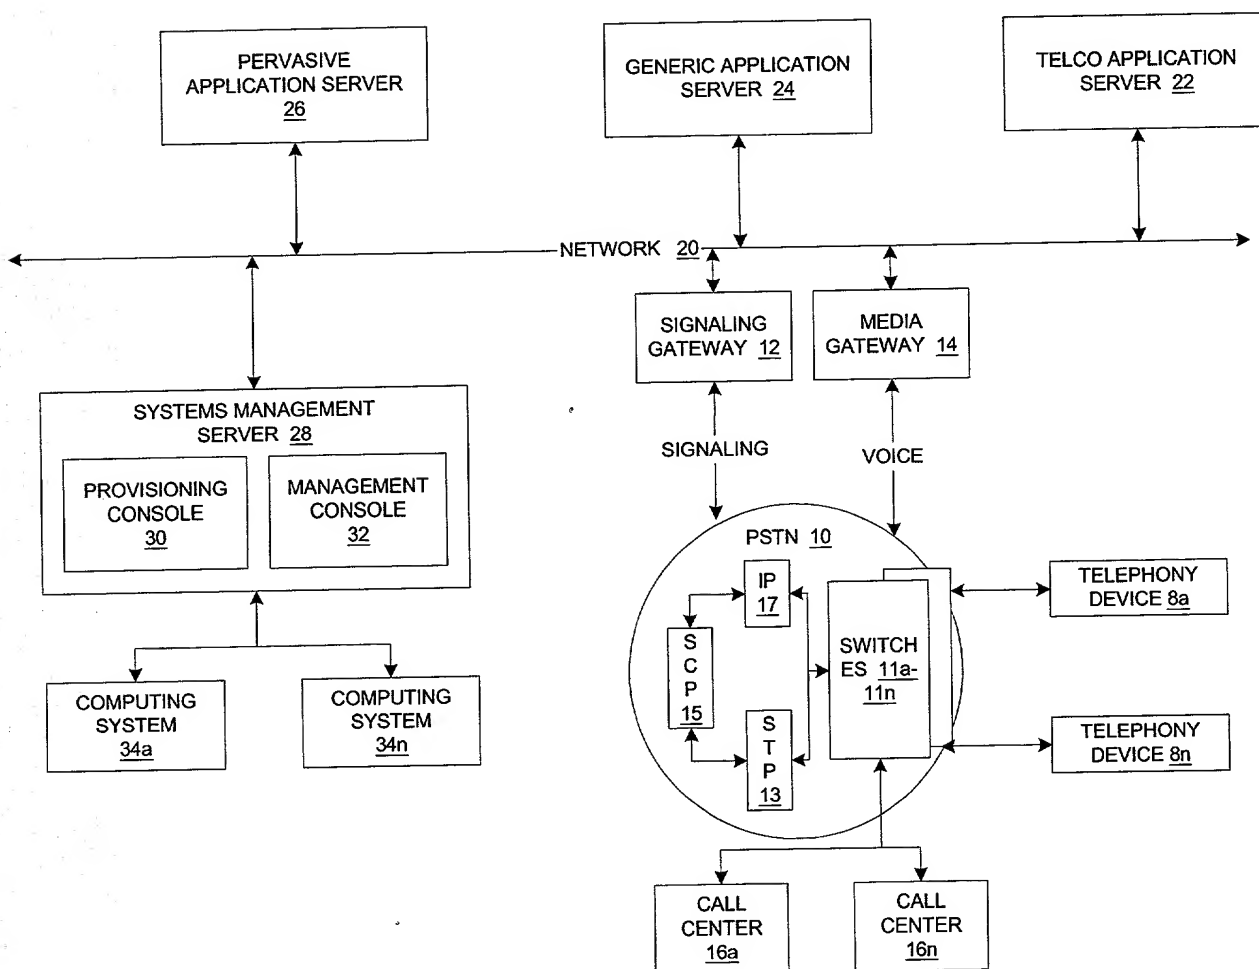 PERVASIVE
APPLICATION SERVER
26
GENERIC APPLICATION
SERVER 24
TELCO APPLICATION
SERVER 22
NETWORK 20
SIGNALING
GATEWAY 12
MEDIA
GATEWAY 14
SYSTEMS MANAGEMENT
SERVER 28
PROVISIONING
CONSOLE
30
MANAGEMENT
CONSOLE
32
SIGNALING
VOICE
PSTN 10
IP
17
S
C
P
15
S
T
P
13
SWITCH
ES 11a-
11n
TELEPHONY
DEVICE 8a
TELEPHONY
DEVICE 8n
COMPUTING
SYSTEM
34a
COMPUTING
SYSTEM
34n
CALL
CENTER
16a
CALL
CENTER
16n